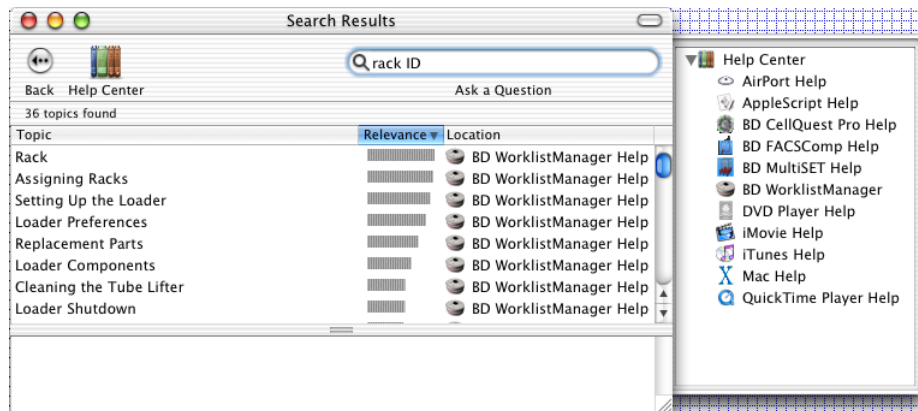 Search Results
rack ID
Back Help Center
Ask a Question
36 topics found
Topic Relevance Location
Rack BD WorklistManager Help
Assigning Racks BD WorklistManager Help
Setting Up the Loader BD WorklistManager Help
Loader Preferences BD WorklistManager Help
Replacement Parts BD WorklistManager Help
Loader Components BD WorklistManager Help
Cleaning the Tube Lifter BD WorklistManager Help
Loader Shutdown BD WorklistManager Help
Help Center
AirPort Help
AppleScript Help
BD CellQuest Pro Help
BD FACSComp Help
BD MultiSET Help
BD WorklistManager
DVD Player Help
iMovie Help
iTunes Help
Mac Help
QuickTime Player Help